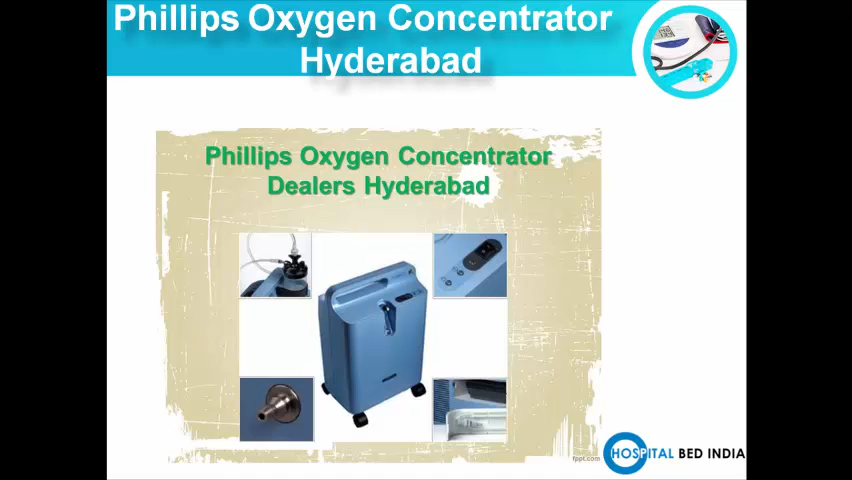 Phillips Oxygen Concentrator
Hyderabad
Phillips Oxygen Concentrator
Dealers Hyderabad
fppt.com
HOSPITAL BED INDIA